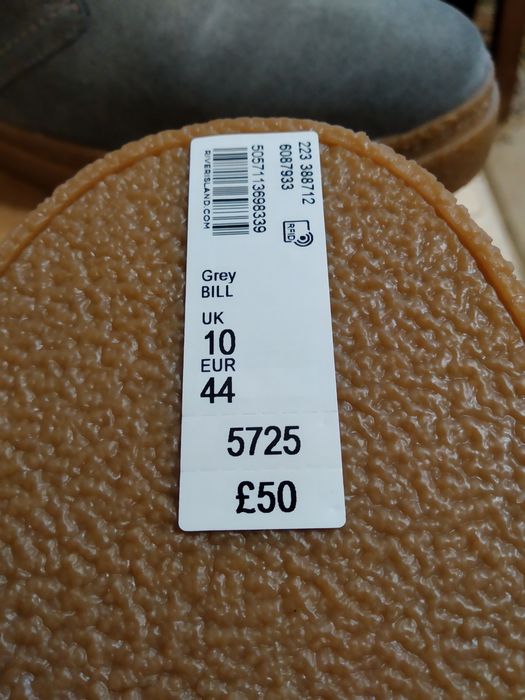 223 388712
6087933
RFID
5057113698339
RIVERISLAND.COM
Grey
BILL
UK
10
EUR
44
5725
£50